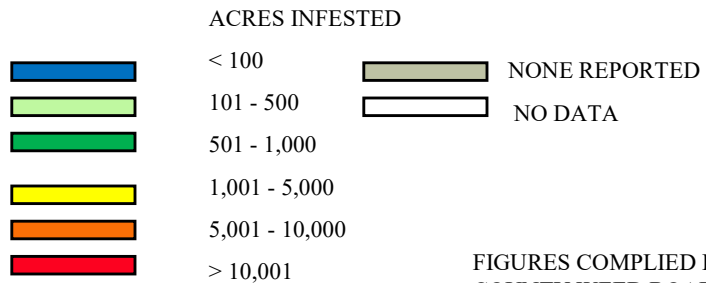 ACRES INFESTED
< 100
NONE REPORTED
101 - 500
NO DATA
501 - 1,000
1,001 - 5,000
5,001 - 10,000
> 10,001
FIGURES COMPLIED